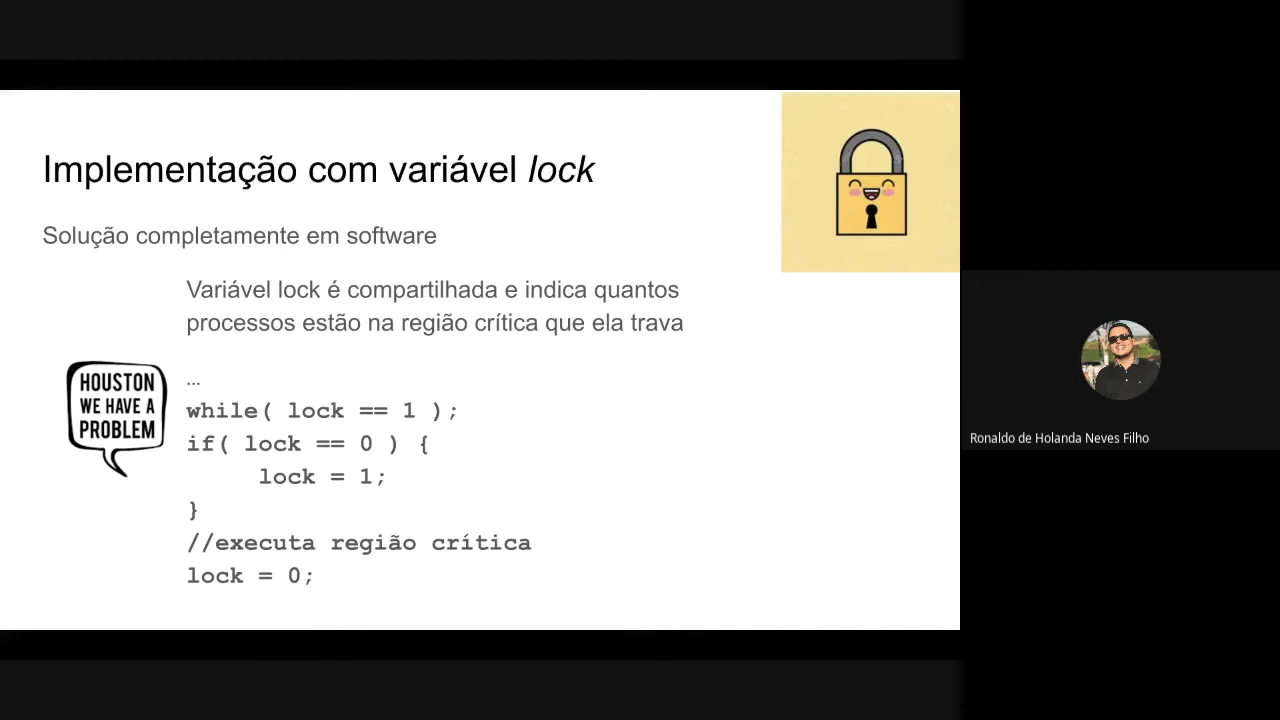 Implementação com variável lock
Solução completamente em software
Variável lock é compartilhada e indica quantos
processos estão na região crítica que ela trava
HOUSTON
WE HAVE A
PROBLEM
...
while( lock == 1 );
if( lock == 0 ) {
lock = 1;
}
//executa região crítica
lock = 0;
Ronaldo de Holanda Neves Filho